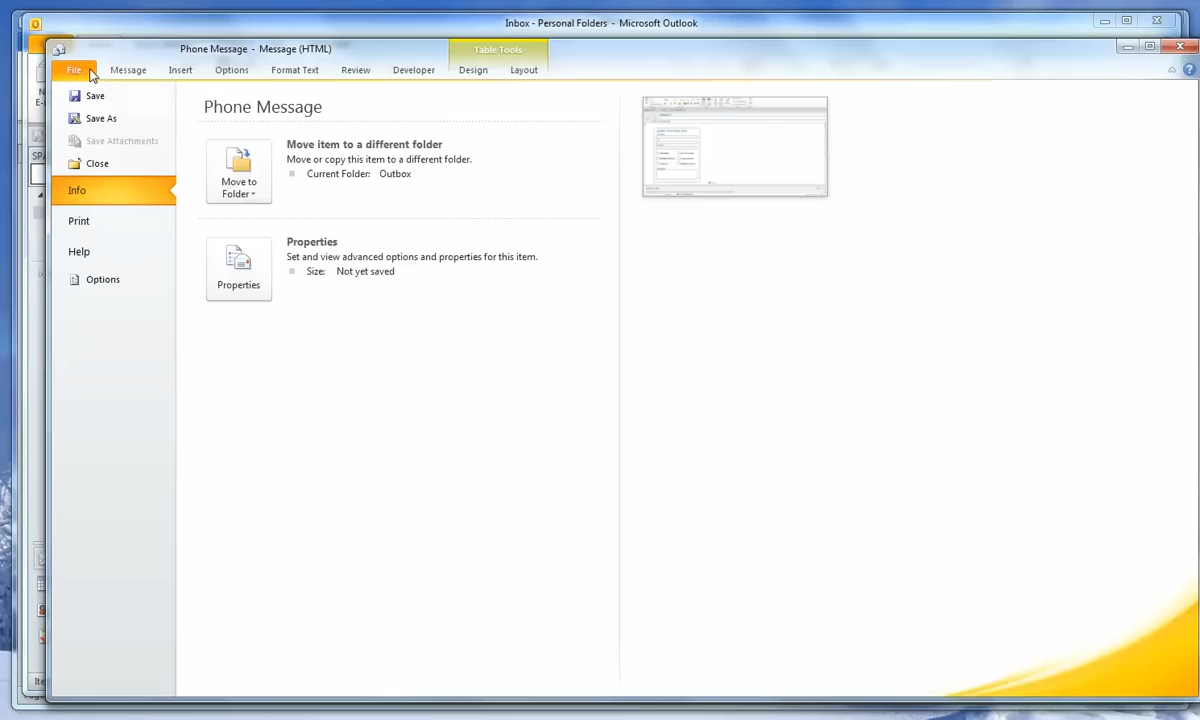 Inbox - Personal Folders - Microsoft Outlook
Phone Message - Message (HTML)
Table Tools
File
Message
Insert
Options
Format Text
Review
Developer
Design
Layout
Save
Save As
Save Attachments
Close
Info
Print
Help
Options
Phone Message
Move to
Folder
Move item to a different folder
Move or copy this item to a different folder.
Current Folder: Outbox
Properties
Properties
Set and view advanced options and properties for this item.
Size: Not yet saved